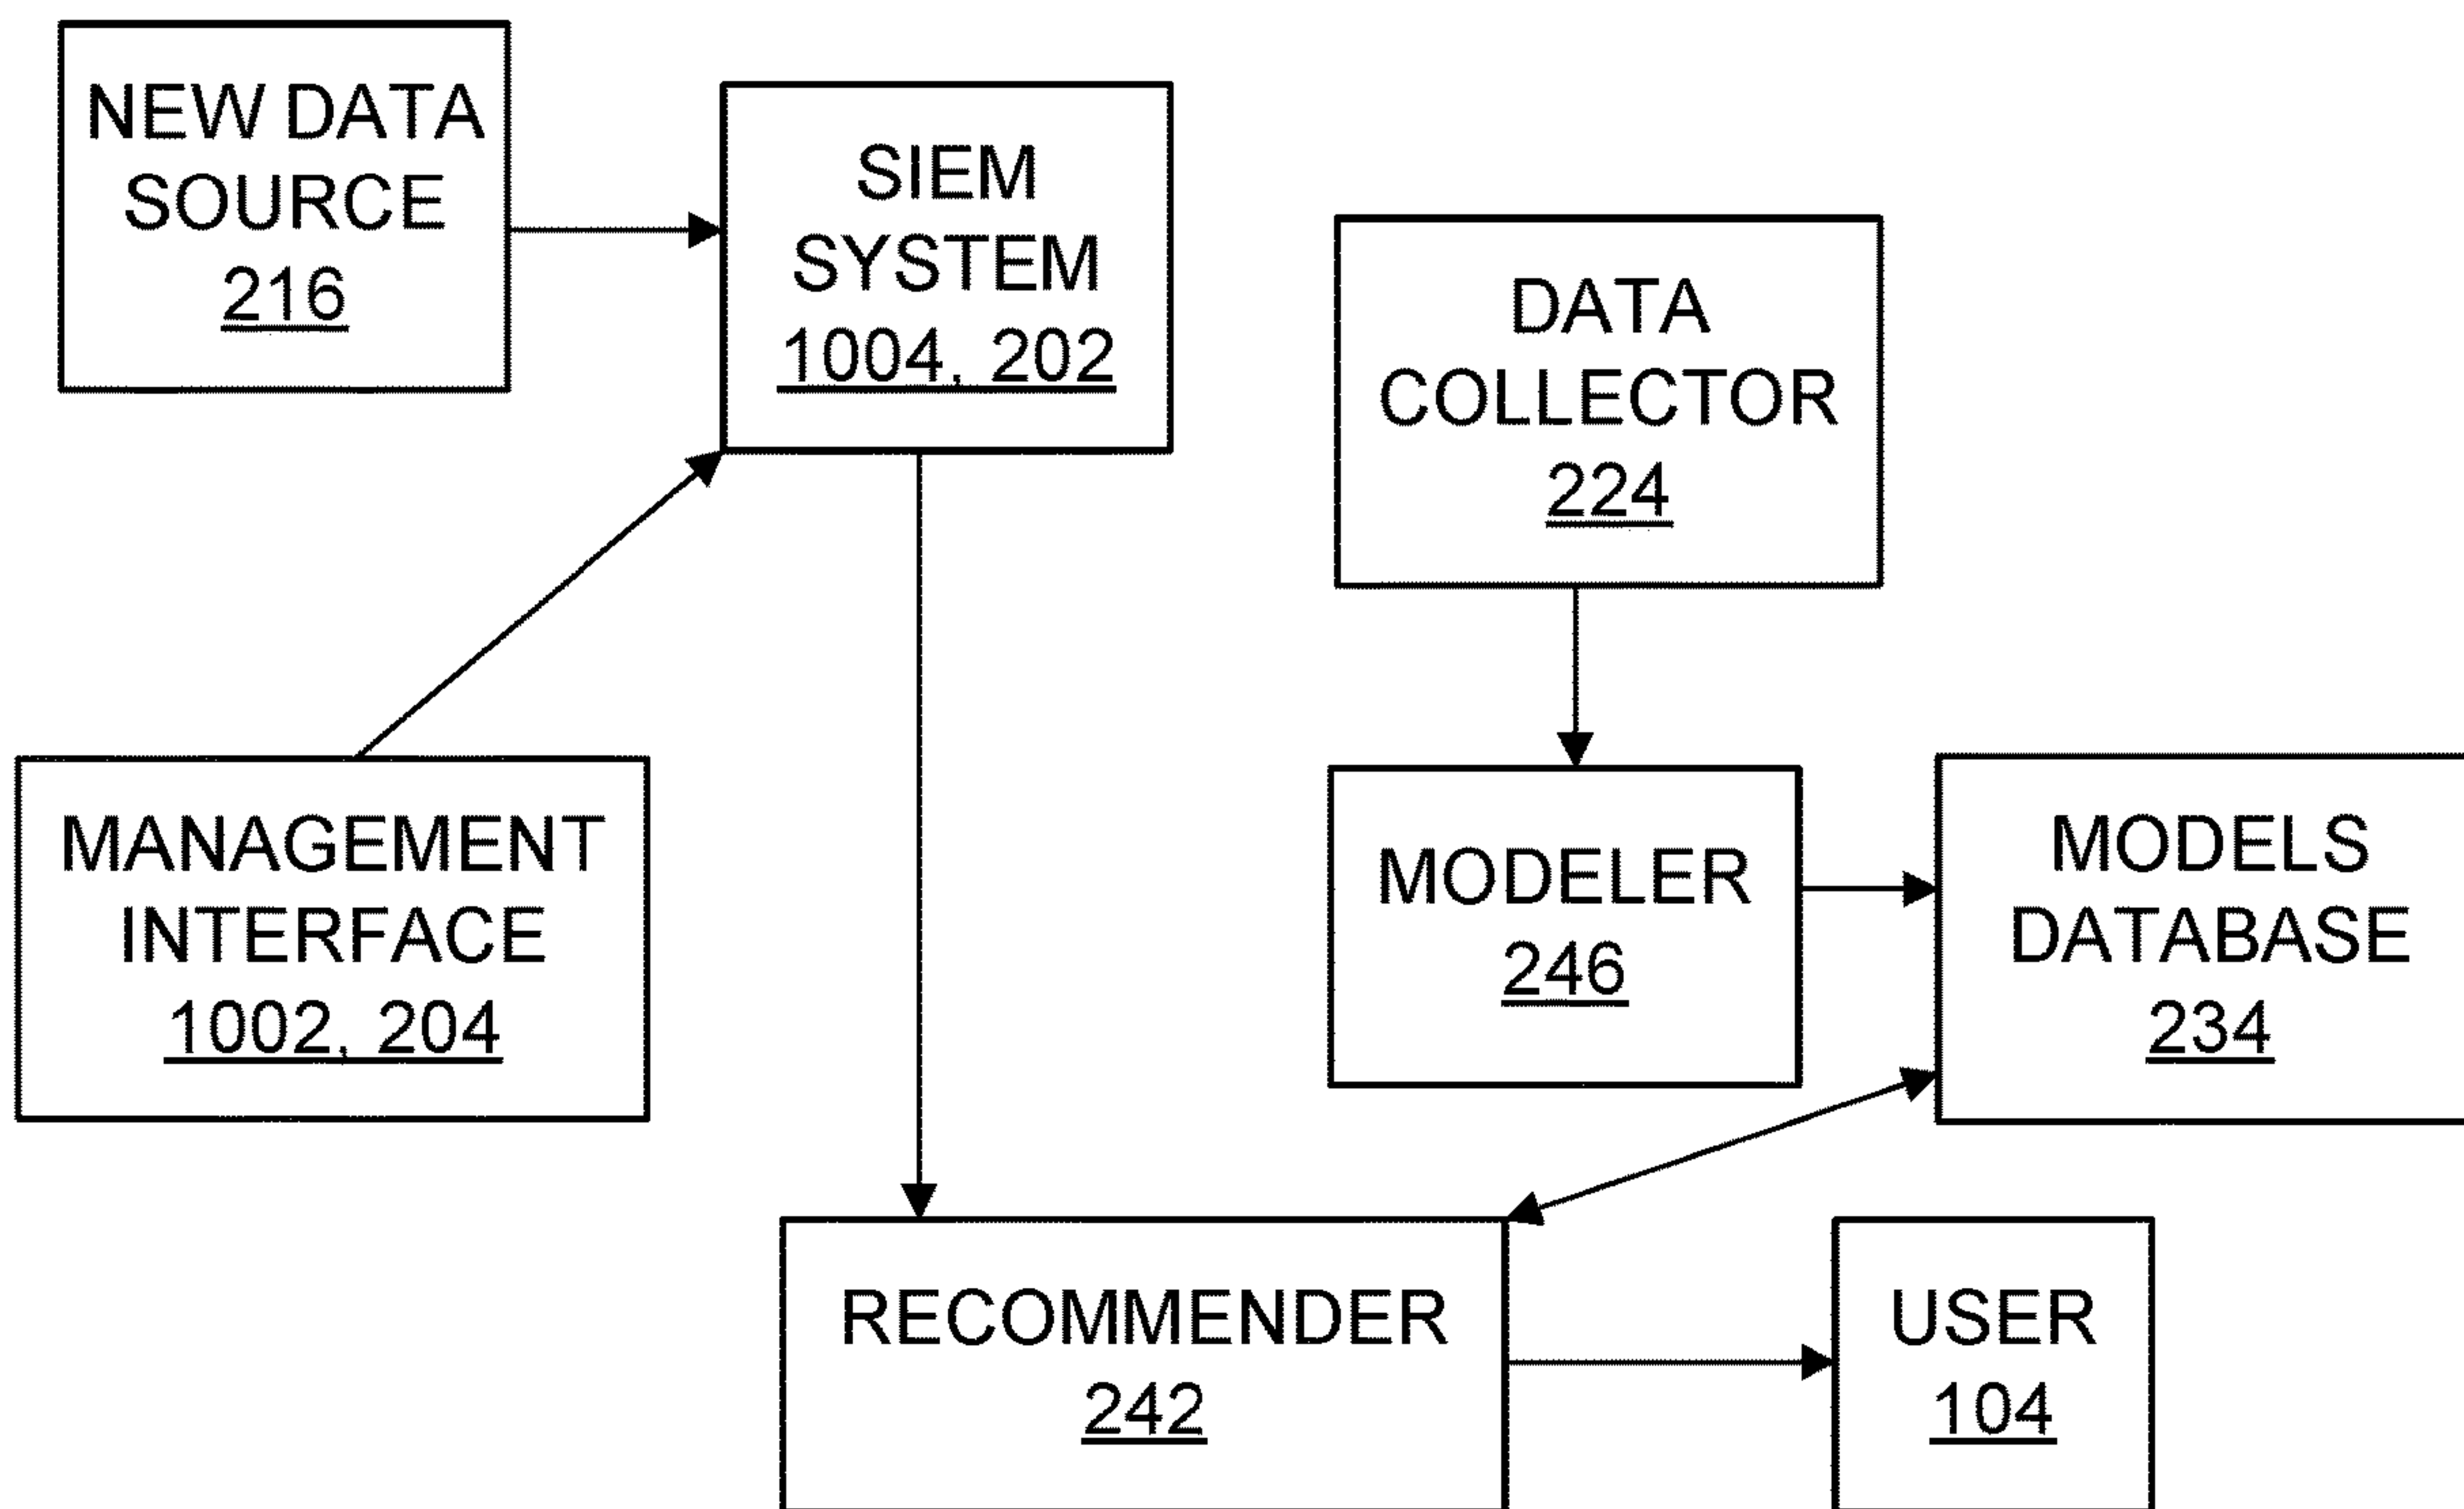 NEW DATA
SOURCE
216
SIEM
SYSTEM
1004, 202
DATA
COLLECTOR
224
MANAGEMENT
INTERFACE
1002, 204
MODELER
246
MODELS
DATABASE
234
RECOMMENDER
242
USER
104